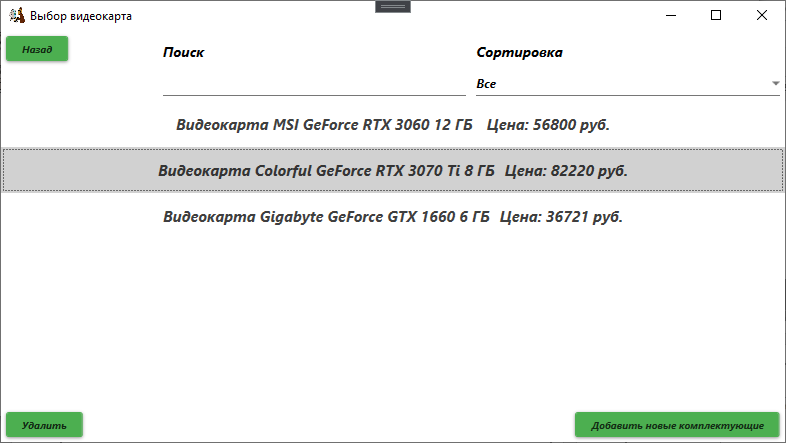 Выбор видеокарта
Назад
Поиск
Сортировка
Все
Видеокарта MSI GeForce RTX 3060 12 ГБ Цена: 56800 руб.
Видеокарта Colorful GeForce RTX 3070 Ti 8 ГБ Цена: 82220 руб.
Видеокарта Gigabyte GeForce GTX 1660 6 ГБ Цена: 36721 руб.
Удалить
Добавить новые комплектующие